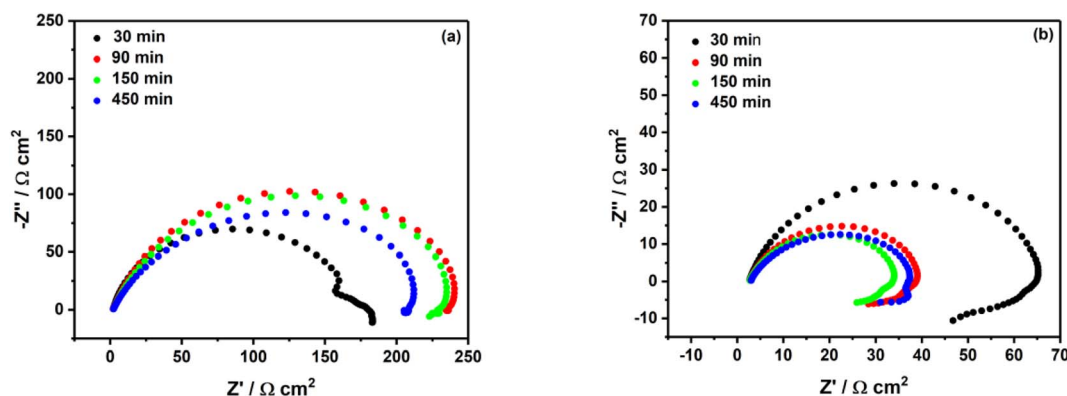 250
200
150
100
50
0
-Z" / Ω cm²
0 50 100 150 200 250
Z' / Ω cm²
30 min
90 min
150 min
450 min
(a)
70
60
50
40
30
20
10
0
-10
-Z" / Ω cm²
-10 0 10 20 30 40 50 60 70
Z' / Ω cm²
30 min
90 min
150 min
450 min
(b)